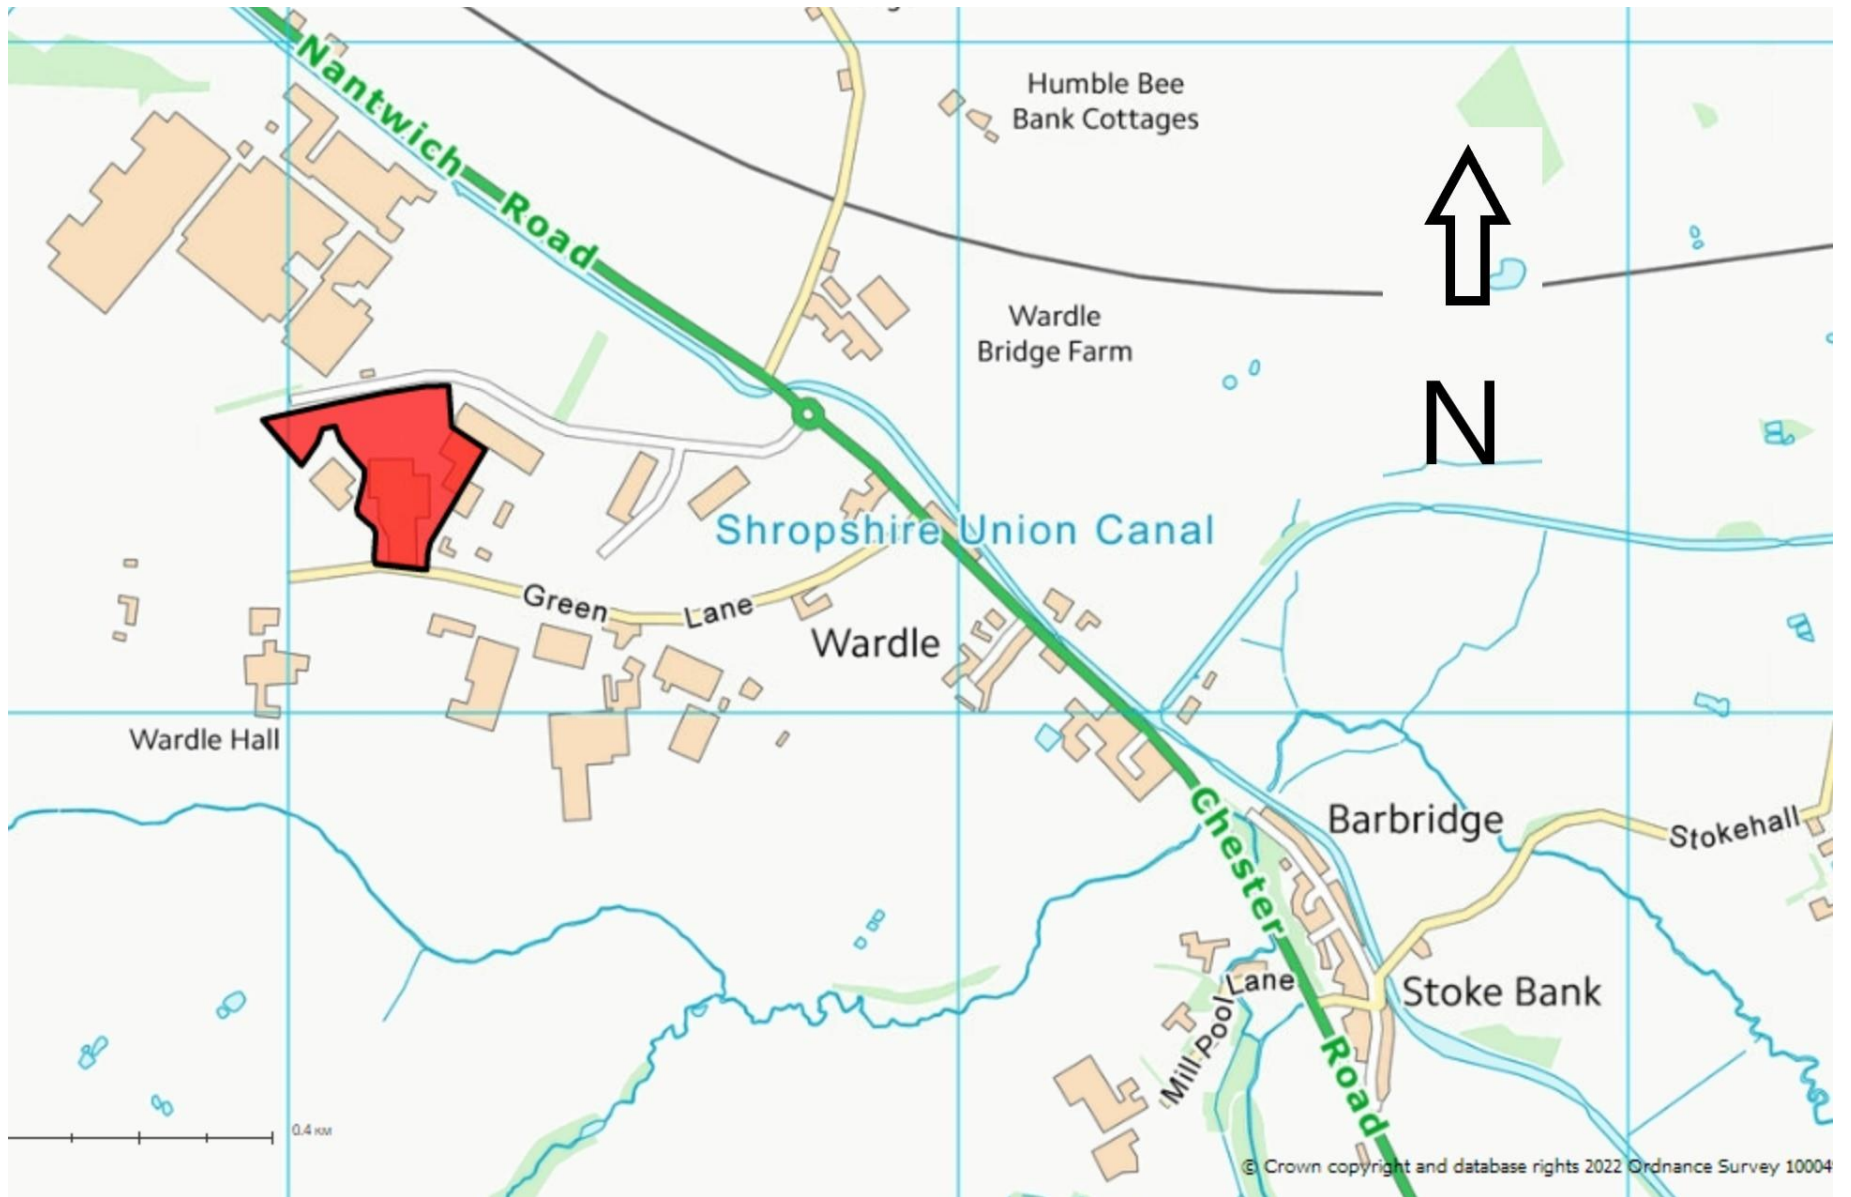 Nantwich Road
Humble Bee
Bank Cottages
Wardle
Bridge Farm
N
Shropshire Union Canal
Green Lane
Wardle
Wardle Hall
Chester Road
Barbridge
Stokehall
Mill Pool Lane
Stoke Bank
0.4 KM
© Crown copyright and database rights 2022 Ordnance Survey 10004